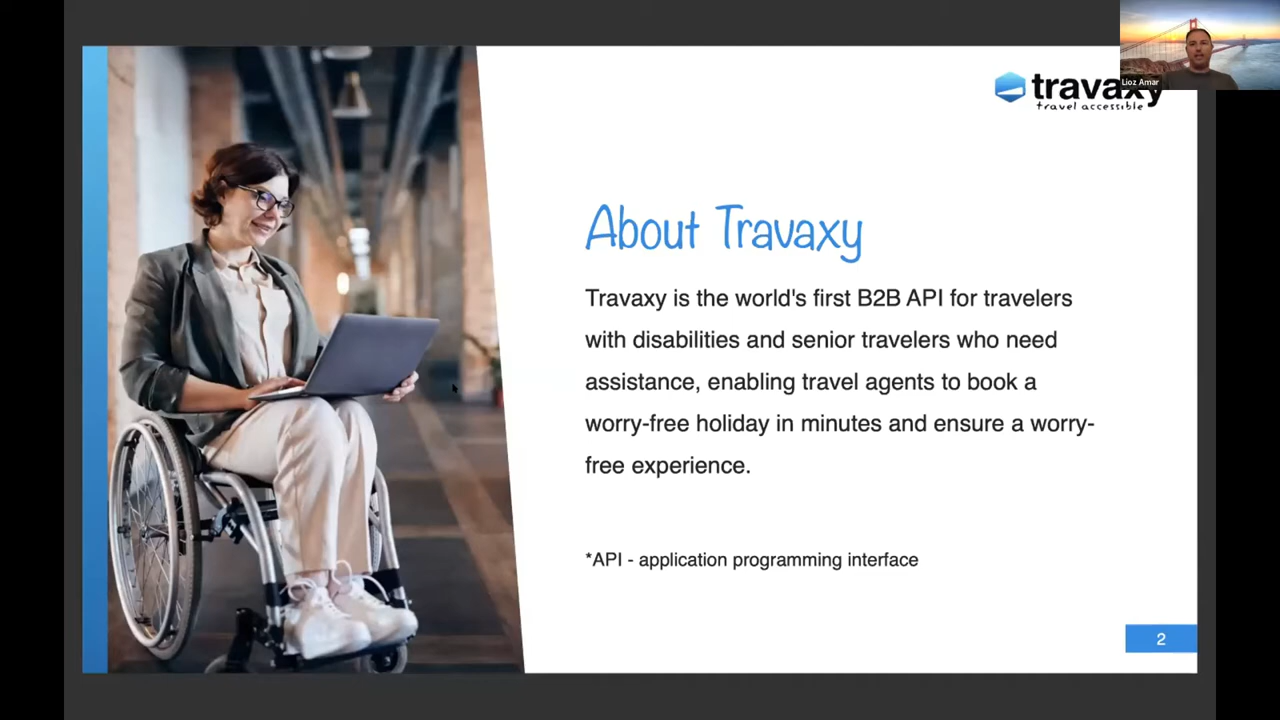 Lioz Amar
travaxy
travel accessible
About Travaxy
Travaxy is the world's first B2B API for travelers
with disabilities and senior travelers who need
assistance, enabling travel agents to book a
worry-free holiday in minutes and ensure a worry-
free experience.
*API - application programming interface
2